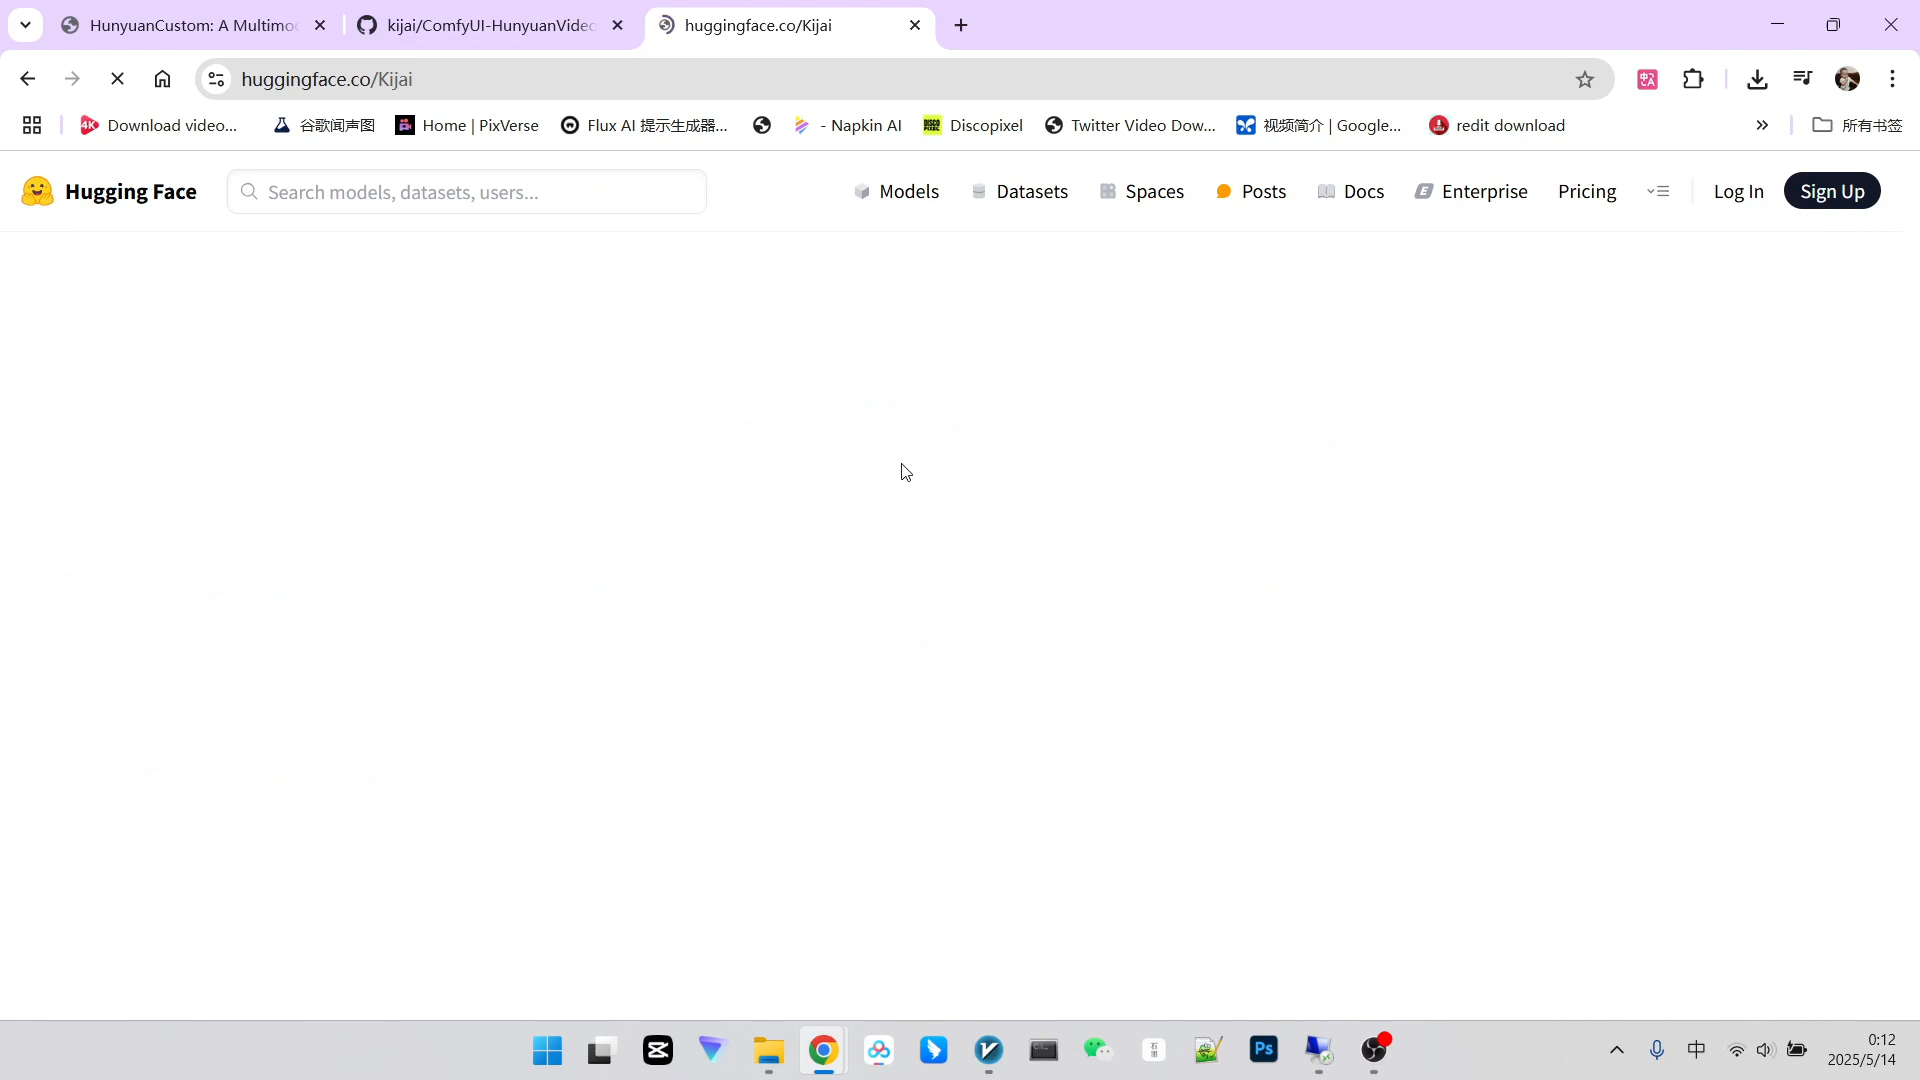 HunyuanCustom: A Multimo
kijai/ComfyUI-HunyuanVide
huggingface.co/Kijai
huggingface.co/Kijai
Download video...
谷歌闻声图
Home | PixVerse
Flux AI 提示生成器...
- Napkin AI
Discopixel
Twitter Video Dow...
视频简介 | Google...
redit download
所有书签
Hugging Face
Search models, datasets, users...
Models
Datasets
Spaces
Posts
Docs
Enterprise
Pricing
Log In
Sign Up
中
0:12
2025/5/14